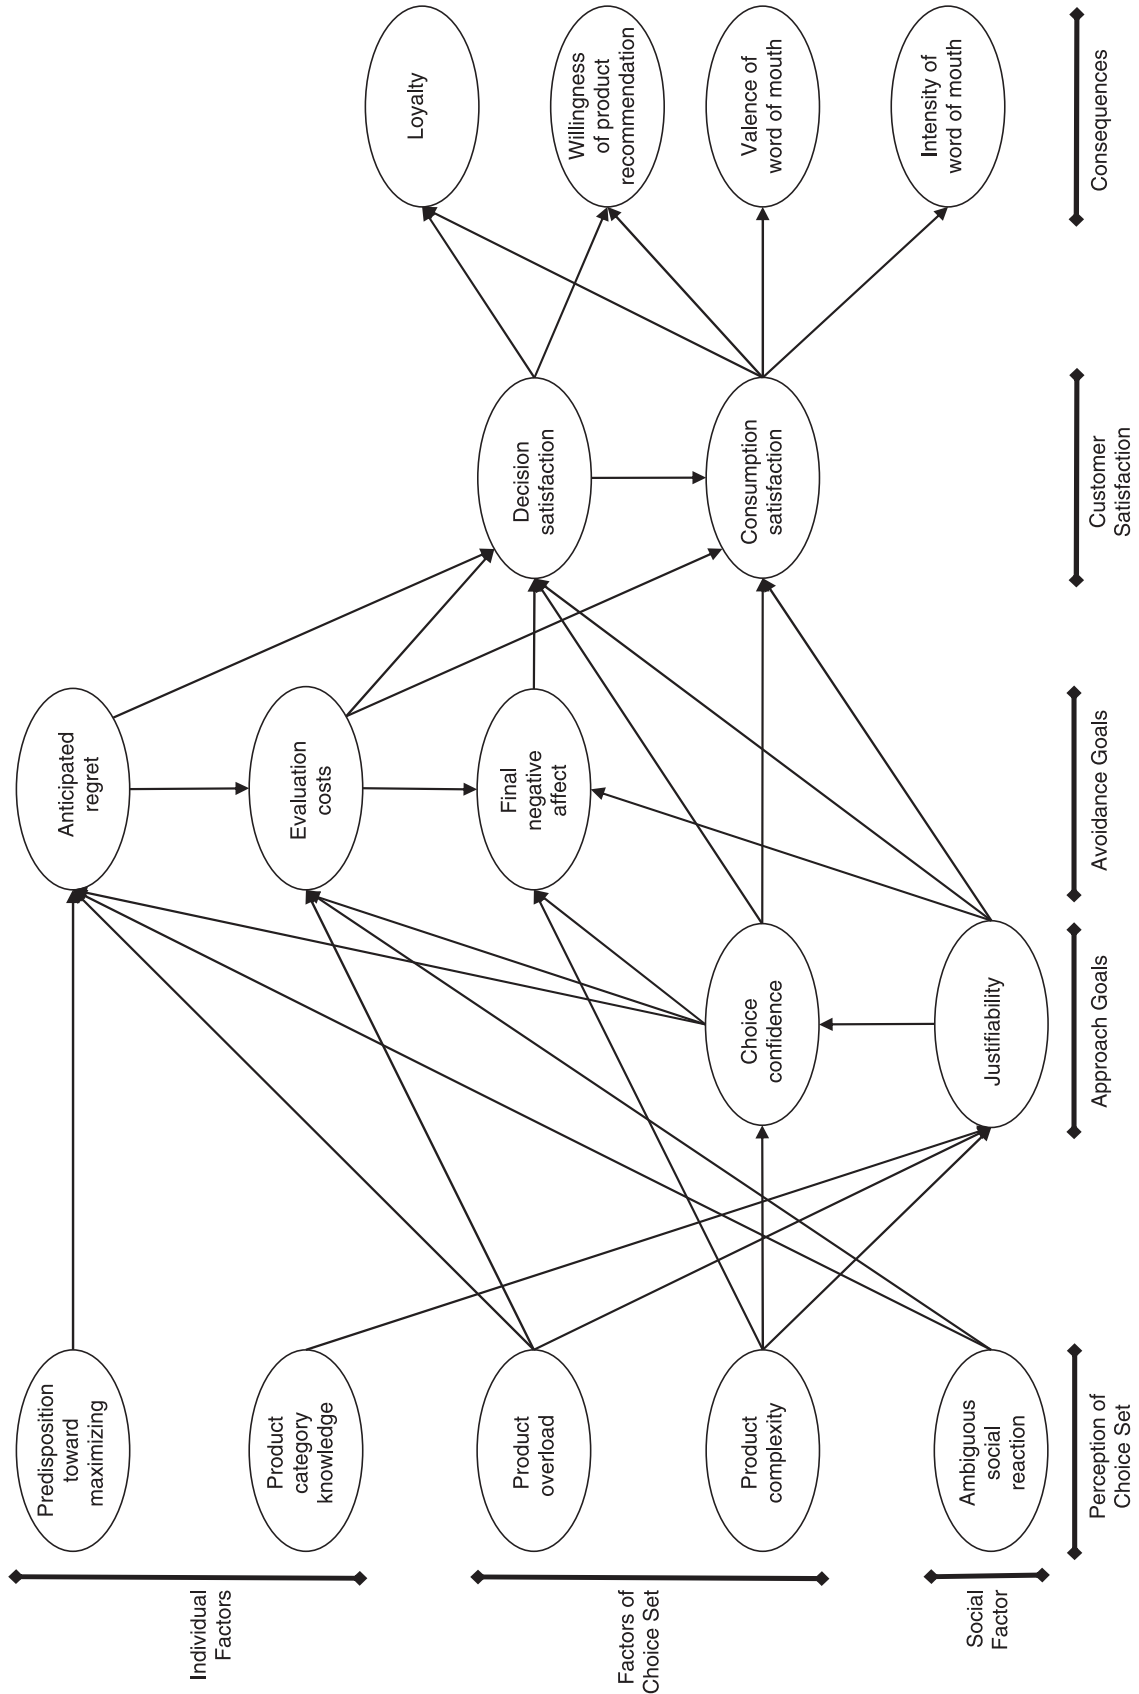 Individual
Factors
Factors of
Choice Set
Social
Factor
Predisposition
toward
maximizing
Product
category
knowledge
Product
overload
Product
complexity
Ambiguous
social
reaction
Perception of
Choice Set
Choice
confidence
Justifiability
Approach Goals
Anticipated
regret
Evaluation
costs
Final
negative
affect
Avoidance Goals
Decision
satisfaction
Consumption
satisfaction
Customer
Satisfaction
Loyalty
Willingness
of product
recommendation
Valence of
word of mouth
Intensity of
word of mouth
Consequences